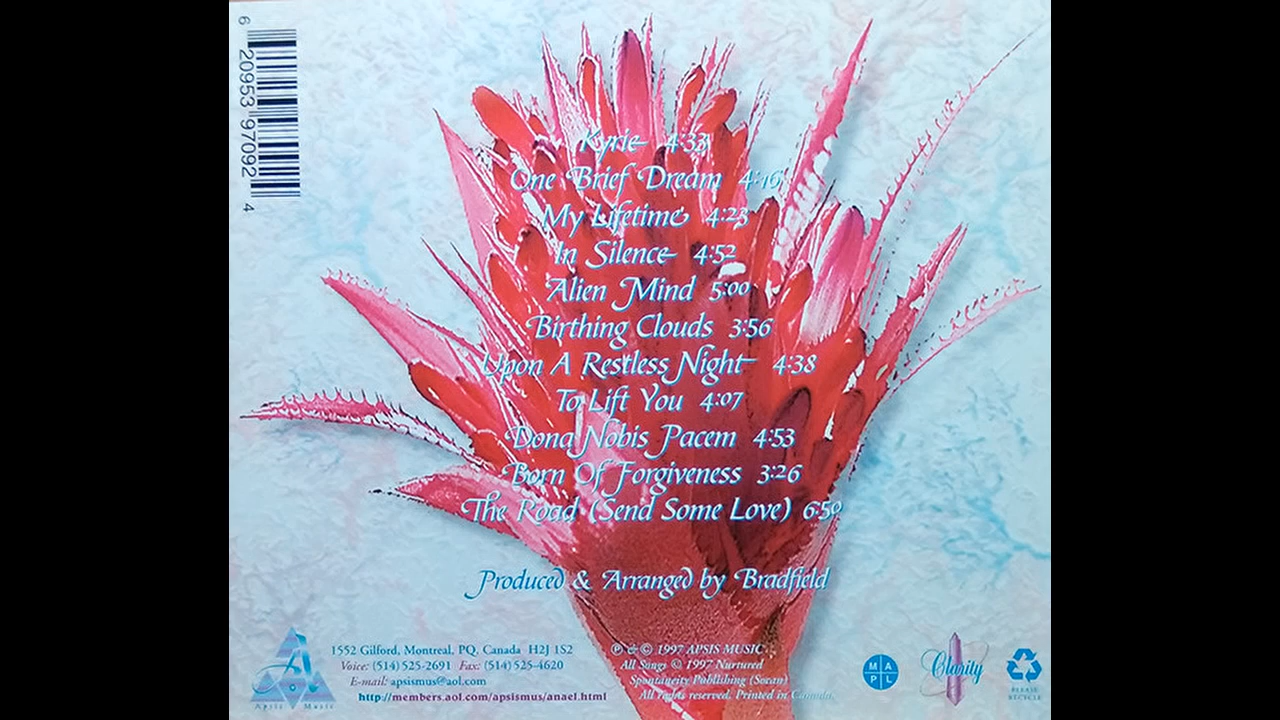 6 20953 97092 4
Kyrie 4:33
One Brief Dream 4:16
My Lifetime 4:23
In Silence 4:52
Alien Mind 5:00
Birthing Clouds 3:56
Upon A Restless Night 4:38
To Lift You 4:07
Dona Nobis Pacem 4:53
Born Of Forgiveness 3:26
The Road (Send Some Love) 6:50
Produced & Arranged by Bradfield
Apsis Music
1552 Gilford, Montreal, PQ, Canada H2J 1S2
Voice: (514) 525-2691 Fax: (514) 525-4620
E-mail: apsismus@aol.com
http://members.aol.com/apsismus/anael.html
℗ & © 1997 APSIS MUSIC
All Songs © 1997 Nurtured
Spontaneity Publishing (Socan)
All rights reserved. Printed in Canada.
M A
P L
Clarity
PLEASE
RECYCLE